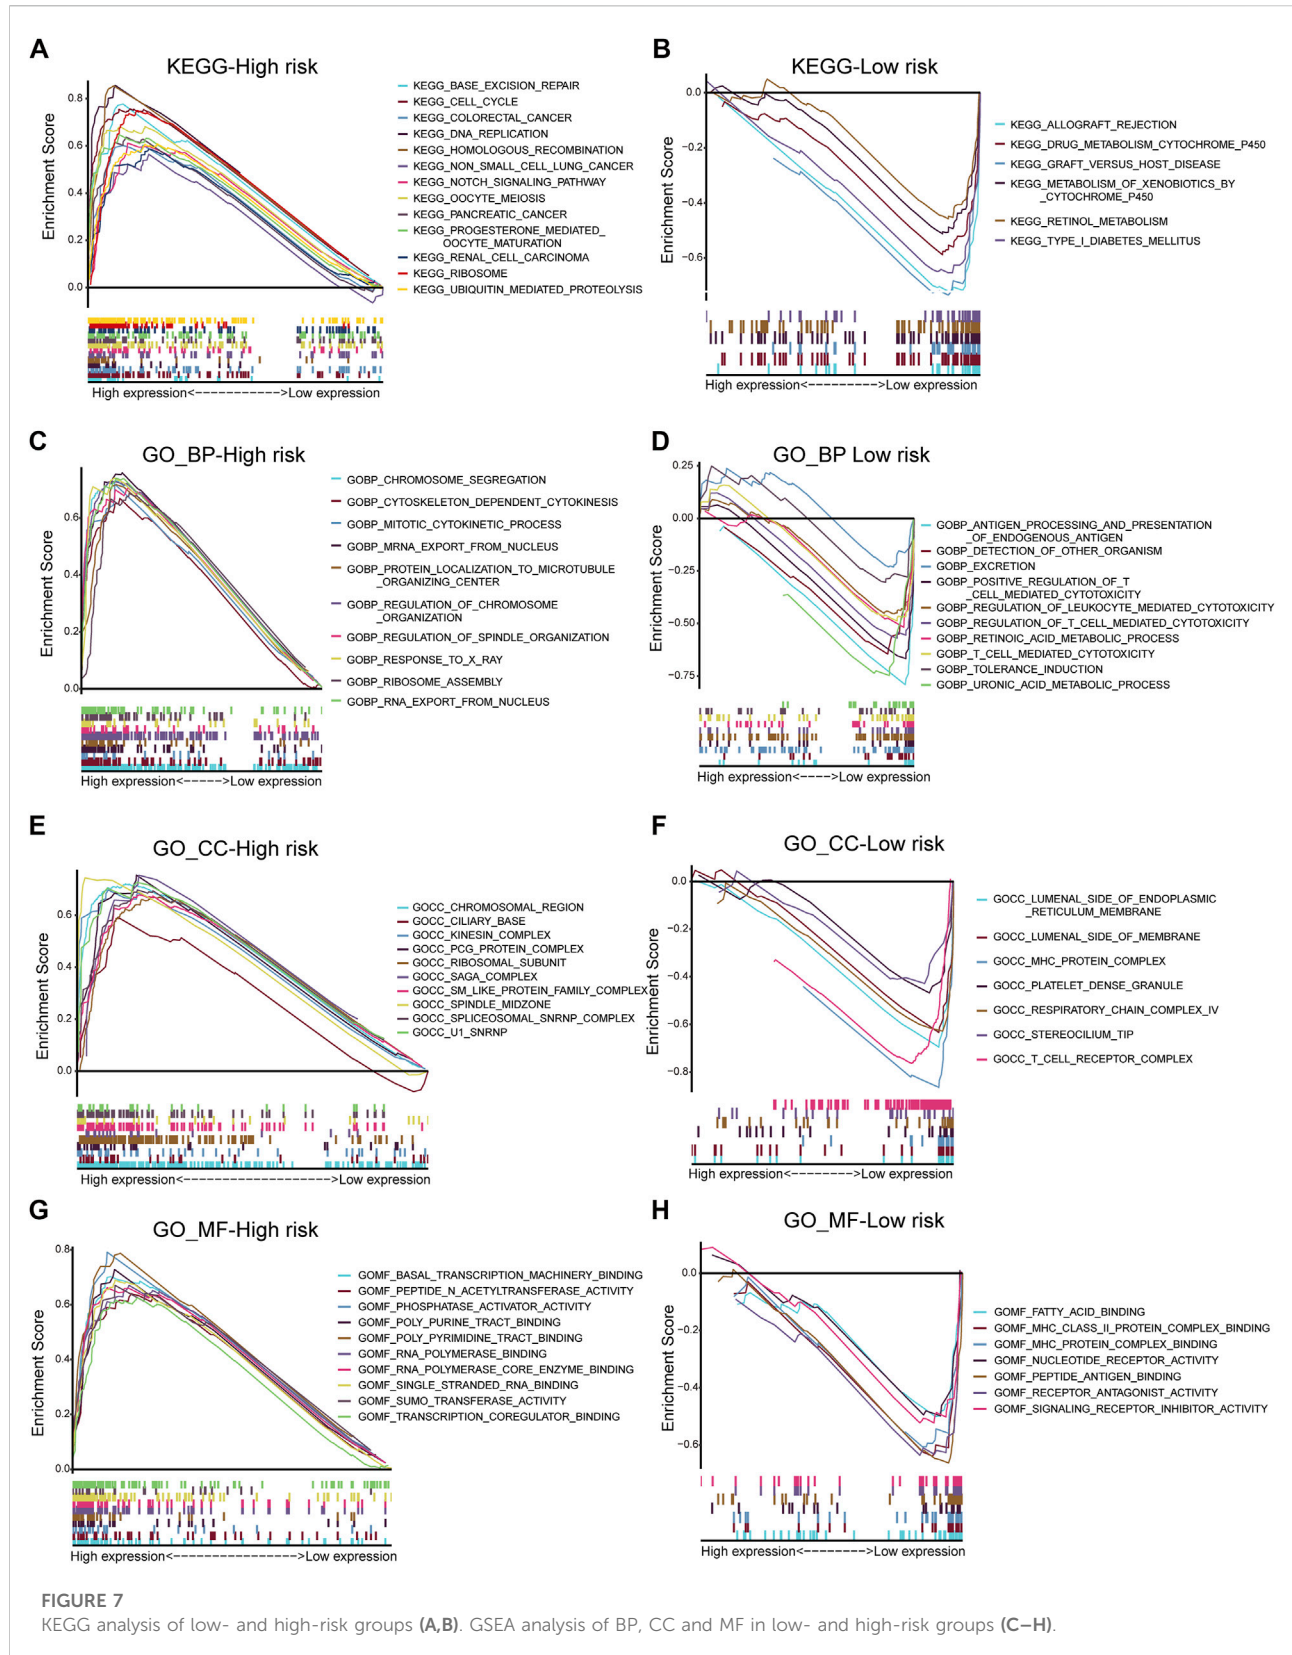 A
KEGG-High risk
Enrichment Score
0.8
0.6
0.4
0.2
0.0
KEGG_BASE_EXCISION_REPAIR
KEGG_CELL_CYCLE
KEGG_COLORECTAL_CANCER
KEGG_DNA_REPLICATION
KEGG_HOMOLOGOUS_RECOMBINATION
KEGG_NON_SMALL_CELL_LUNG_CANCER
KEGG_NOTCH_SIGNALING_PATHWAY
KEGG_OOCYTE_MEIOSIS
KEGG_PANCREATIC_CANCER
KEGG_PROGESTERONE_MEDIATED_
OOCYTE_MATURATION
KEGG_RENAL_CELL_CARCINOMA
KEGG_RIBOSOME
KEGG_UBIQUITIN_MEDIATED_PROTEOLYSIS
High expression<------------->Low expression
B
KEGG-Low risk
Enrichment Score
0.0
−0.2
−0.4
−0.6
KEGG_ALLOGRAFT_REJECTION
KEGG_DRUG_METABOLISM_CYTOCHROME_P450
KEGG_GRAFT_VERSUS_HOST_DISEASE
KEGG_METABOLISM_OF_XENOBIOTICS_BY
_CYTOCHROME_P450
KEGG_RETINOL_METABOLISM
KEGG_TYPE_I_DIABETES_MELLITUS
High expression<---------->Low expression
C
GO_BP-High risk
Enrichment Score
0.6
0.4
0.2
0.0
GOBP_CHROMOSOME_SEGREGATION
GOBP_CYTOSKELETON_DEPENDENT_CYTOKINESIS
GOBP_MITOTIC_CYTOKINETIC_PROCESS
GOBP_MRNA_EXPORT_FROM_NUCLEUS
GOBP_PROTEIN_LOCALIZATION_TO_MICROTUBULE
_ORGANIZING_CENTER
GOBP_REGULATION_OF_CHROMOSOME
_ORGANIZATION
GOBP_REGULATION_OF_SPINDLE_ORGANIZATION
GOBP_RESPONSE_TO_X_RAY
GOBP_RIBOSOME_ASSEMBLY
GOBP_RNA_EXPORT_FROM_NUCLEUS
High expression<----->Low expression
D
GO_BP Low risk
Enrichment Score
0.25
0.00
−0.25
−0.50
−0.75
GOBP_ANTIGEN_PROCESSING_AND_PRESENTATION
_OF_ENDOGENOUS_ANTIGEN
GOBP_DETECTION_OF_OTHER_ORGANISM
GOBP_EXCRETION
GOBP_POSITIVE_REGULATION_OF_T
_CELL_MEDIATED_CYTOTOXICITY
GOBP_REGULATION_OF_LEUKOCYTE_MEDIATED_CYTOTOXICITY
GOBP_REGULATION_OF_T_CELL_MEDIATED_CYTOTOXICITY
GOBP_RETINOIC_ACID_METABOLIC_PROCESS
GOBP_T_CELL_MEDIATED_CYTOTOXICITY
GOBP_TOLERANCE_INDUCTION
GOBP_URONIC_ACID_METABOLIC_PROCESS
High expression<----->Low expression
E
GO_CC-High risk
Enrichment Score
0.6
0.4
0.2
0.0
GOCC_CHROMOSOMAL_REGION
GOCC_CILIARY_BASE
GOCC_KINESIN_COMPLEX
GOCC_PCG_PROTEIN_COMPLEX
GOCC_RIBOSOMAL_SUBUNIT
GOCC_SAGA_COMPLEX
GOCC_SM_LIKE_PROTEIN_FAMILY_COMPLEX
GOCC_SPINDLE_MIDZONE
GOCC_SPLICEOSOMAL_SNRNP_COMPLEX
GOCC_U1_SNRNP
High expression<--------------------->Low expression
F
GO_CC-Low risk
Enrichment Score
0.0
−0.2
−0.4
−0.6
−0.8
GOCC_LUMENAL_SIDE_OF_ENDOPLASMIC
_RETICULUM_MEMBRANE
GOCC_LUMENAL_SIDE_OF_MEMBRANE
GOCC_MHC_PROTEIN_COMPLEX
GOCC_PLATELET_DENSE_GRANULE
GOCC_RESPIRATORY_CHAIN_COMPLEX_IV
GOCC_STEREOCILIUM_TIP
GOCC_T_CELL_RECEPTOR_COMPLEX
High expression<------------->Low expression
G
GO_MF-High risk
Enrichment Score
0.8
0.6
0.4
0.2
0.0
GOMF_BASAL_TRANSCRIPTION_MACHINERY_BINDING
GOMF_PEPTIDE_N_ACETYLTRANSFERASE_ACTIVITY
GOMF_PHOSPHATASE_ACTIVATOR_ACTIVITY
GOMF_POLY_PURINE_TRACT_BINDING
GOMF_POLY_PYRIMIDINE_TRACT_BINDING
GOMF_RNA_POLYMERASE_BINDING
GOMF_RNA_POLYMERASE_CORE_ENZYME_BINDING
GOMF_SINGLE_STRANDED_RNA_BINDING
GOMF_SUMO_TRANSFERASE_ACTIVITY
GOMF_TRANSCRIPTION_COREGULATOR_BINDING
High expression<----------------->Low expression
H
GO_MF-Low risk
Enrichment Score
0.0
−0.2
−0.4
−0.6
GOMF_FATTY_ACID_BINDING
GOMF_MHC_CLASS_II_PROTEIN_COMPLEX_BINDING
GOMF_MHC_PROTEIN_COMPLEX_BINDING
GOMF_NUCLEOTIDE_RECEPTOR_ACTIVITY
GOMF_PEPTIDE_ANTIGEN_BINDING
GOMF_RECEPTOR_ANTAGONIST_ACTIVITY
GOMF_SIGNALING_RECEPTOR_INHIBITOR_ACTIVITY
High expression<--------->Low expression
FIGURE 7
KEGG analysis of low- and high-risk groups (A,B). GSEA analysis of BP, CC and MF in low- and high-risk groups (C–H).